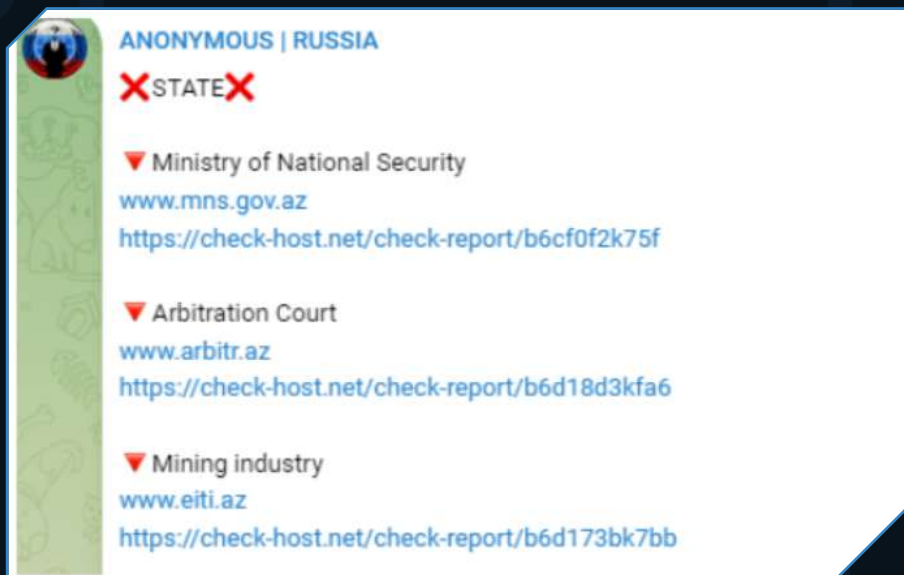 ANONYMOUS | RUSSIA
❌STATE❌
🔻Ministry of National Security
www.mns.gov.az
https://check-host.net/check-report/b6cf0f2k75f
🔻Arbitration Court
www.arbitr.az
https://check-host.net/check-report/b6d18d3kfa6
🔻Mining industry
www.eiti.az
https://check-host.net/check-report/b6d173bk7bb